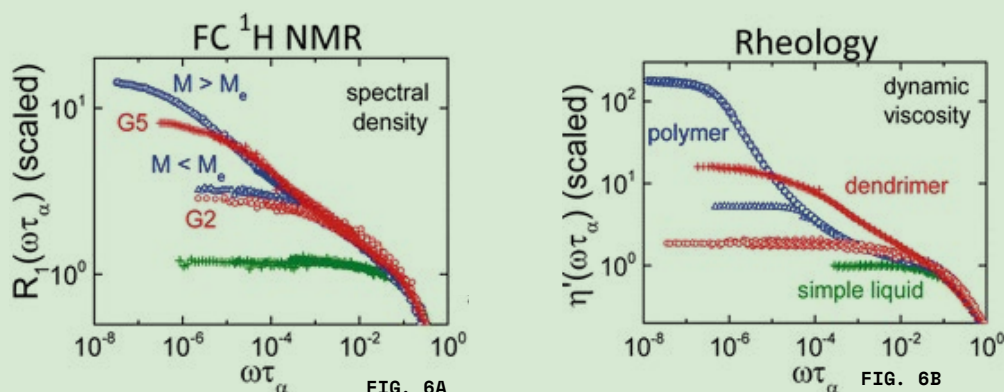 FC ¹H NMR
R₁(ωτα) (scaled)
10¹
10⁰
M > Mₑ
G5
M < Mₑ
G2
spectral
density
10⁻⁸ 10⁻⁶ 10⁻⁴ 10⁻² 10⁰
ωτα
FIG. 6A
Rheology
η'(ωτα) (scaled)
10²
10¹
10⁰
polymer
dynamic
viscosity
dendrimer
simple liquid
10⁻⁸ 10⁻⁶ 10⁻⁴ 10⁻² 10⁰
ωτα
FIG. 6B